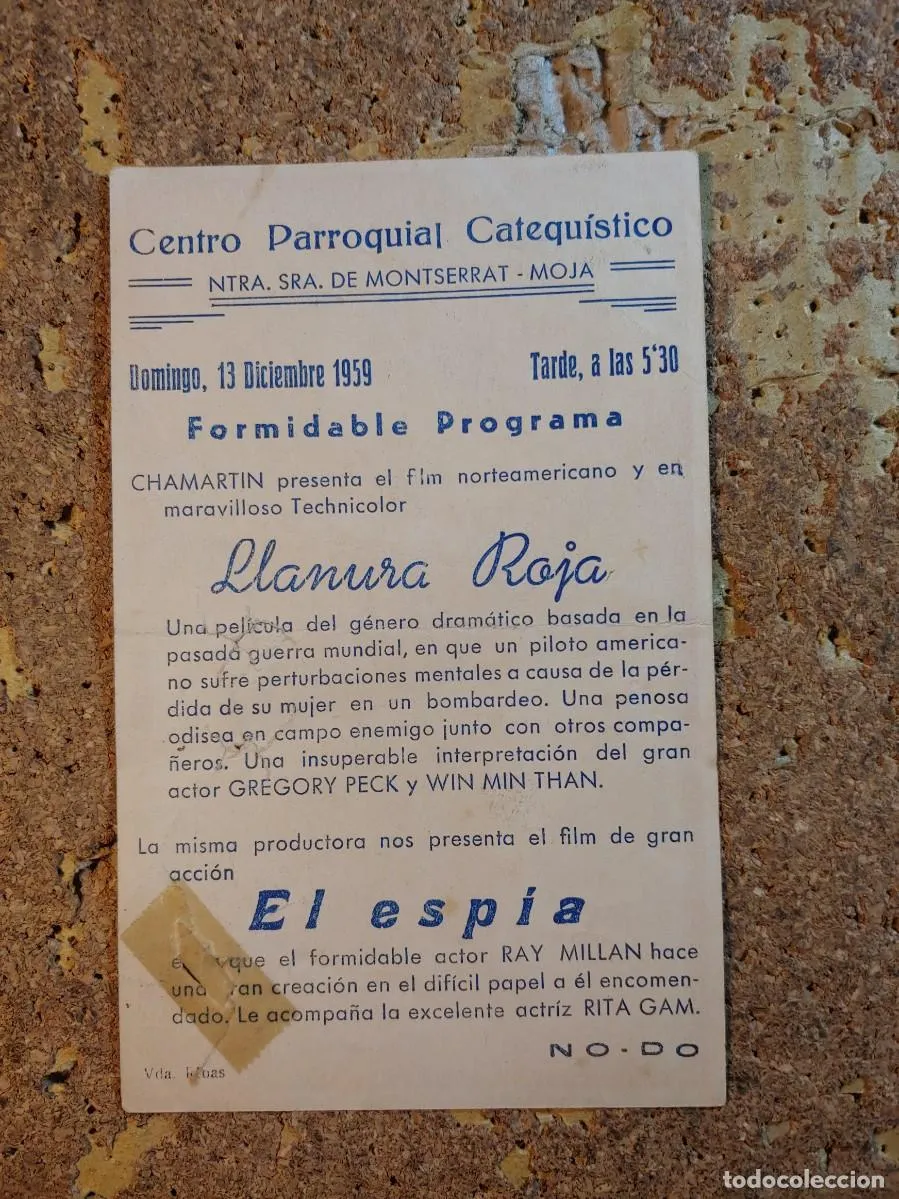 Centro Parroquial Catequístico
NTRA. SRA. DE MONTSERRAT - MOJA
Domingo, 13 Diciembre 1959 Tarde, a las 5'30
Formidable Programa
CHAMARTIN presenta el film norteamericano y en
maravilloso Technicolor
Llanura Roja
Una película del género dramático basada en la
pasada guerra mundial, en que un piloto america-
no sufre perturbaciones mentales a causa de la pér-
dida de su mujer en un bombardeo. Una penosa
odisea en campo enemigo junto con otros compa-
ñeros. Una insuperable interpretación del gran
actor GREGORY PECK y WIN MIN THAN.
La misma productora nos presenta el film de gran
acción
El espía
que el formidable actor RAY MILLAN hace
una gran creación en el difícil papel a él encomen-
dado. Le acompaña la excelente actríz RITA GAM.
NO-DO
Vda.
todocoleccion